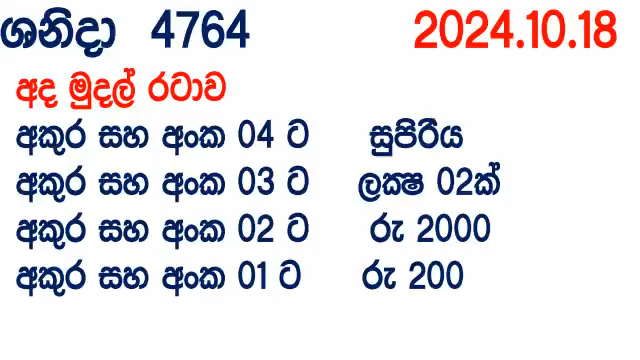 ශනිදා 4764 2024.10.18
අද මුදල් රටාව
අකුර සහ අංක 04 ට සුපිරිය
අකුර සහ අංක 03 ට ලක්ෂ 02ක්
අකුර සහ අංක 02 ට රු 2000
අකුර සහ අංක 01 ට රු 200